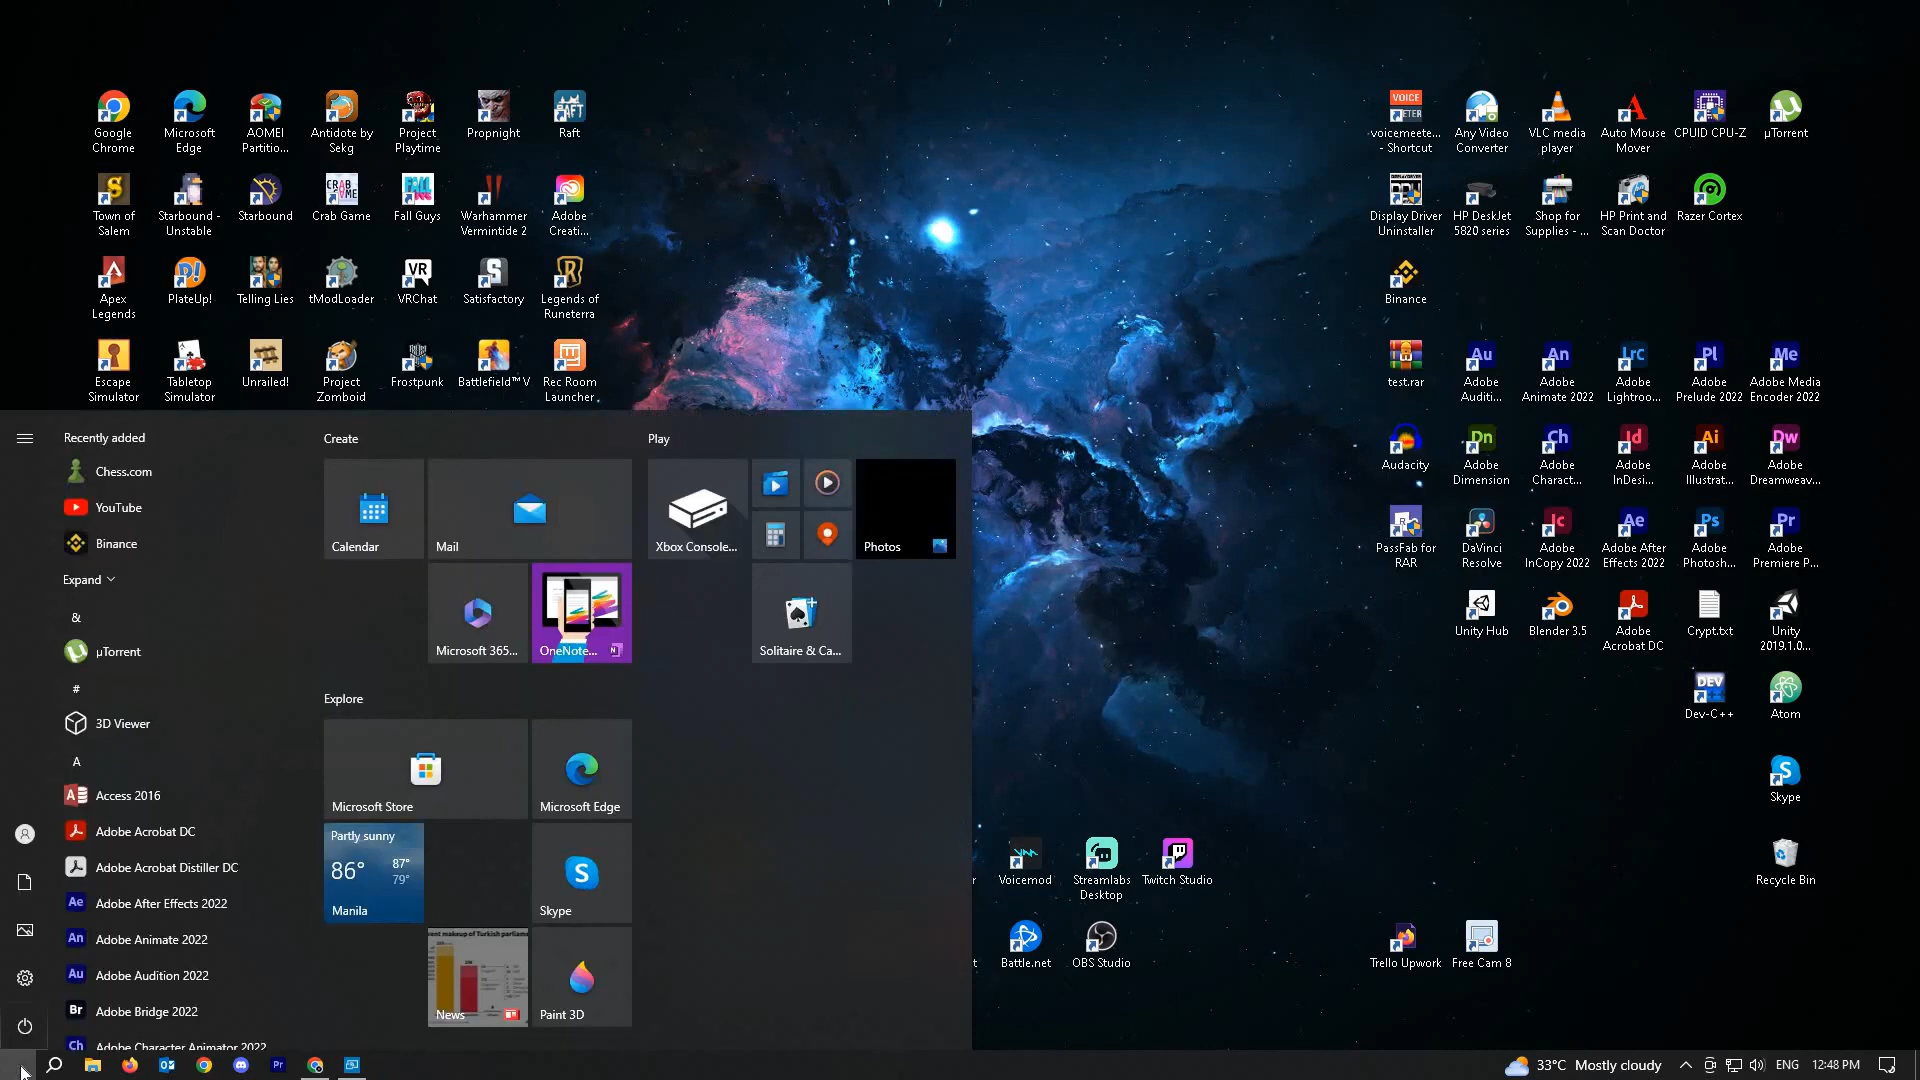 Google
Chrome
Microsoft
Edge
AOMEI
Partitio...
Antidote by
Sekg
Project
Playtime
Propnight
Raft
Town of
Salem
Starbound -
Unstable
Starbound
Crab Game
Fall Guys
Warhammer
Vermintide 2
Adobe
Creati...
Apex
Legends
PlateUp!
Telling Lies
tModLoader
VRChat
Satisfactory
Legends of
Runeterra
Escape
Simulator
Tabletop
Simulator
Unrailed!
Project
Zomboid
Frostpunk
Battlefield™ V
Rec Room
Launcher
voicemeete...
- Shortcut
Any Video
Converter
VLC media
player
Auto Mouse
Mover
CPUID CPU-Z
µTorrent
Display Driver
Uninstaller
HP DeskJet
5820 series
Shop for
Supplies - ...
HP Print and
Scan Doctor
Razer Cortex
Binance
test.rar
Adobe
Auditi...
Adobe
Animate 2022
Adobe
Lightroo...
Adobe
Prelude 2022
Adobe Media
Encoder 2022
Audacity
Adobe
Dimension
Adobe
Charact...
Adobe
InDesi...
Adobe
Illustrat...
Adobe
Dreamweav...
PassFab for
RAR
DaVinci
Resolve
Adobe
InCopy 2022
Adobe After
Effects 2022
Adobe
Photosh...
Adobe
Premiere P...
Unity Hub
Blender 3.5
Adobe
Acrobat DC
Crypt.txt
Unity
2019.1.0...
Dev-C++
Atom
Skype
Recycle Bin
Voicemod
Streamlabs
Desktop
Twitch Studio
Battle.net
OBS Studio
Trello Upwork
Free Cam 8
Recently added
Chess.com
YouTube
Binance
Expand
&
µTorrent
#
3D Viewer
A
Access 2016
Adobe Acrobat DC
Adobe Acrobat Distiller DC
Adobe After Effects 2022
Adobe Animate 2022
Adobe Audition 2022
Adobe Bridge 2022
Adobe Character Animator 2022
Create
Calendar
Mail
Microsoft 365...
OneNote...
Explore
Microsoft Store
Microsoft Edge
Partly sunny
86° 87°
79°
Manila
Skype
News
Paint 3D
Play
Xbox Console...
Photos
Solitaire & Ca...
33°C Mostly cloudy
ENG
12:48 PM